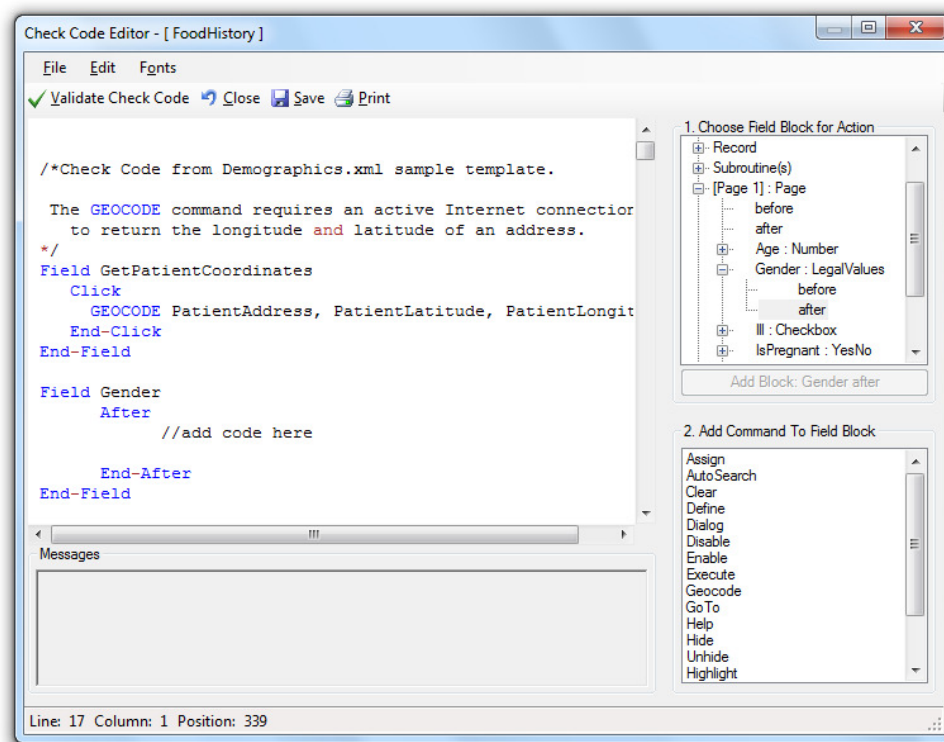 Check Code Editor - [ FoodHistory ]
File Edit Fonts
Validate Check Code Close Save Print
/*Check Code from Demographics.xml sample template.
The GEOCODE command requires an active Internet connection
to return the longitude and latitude of an address.
*/
Field GetPatientCoordinates
Click
GEOCODE PatientAddress, PatientLatitude, PatientLongit
End-Click
End-Field
Field Gender
After
//add code here
End-After
End-Field
Messages
1. Choose Field Block for Action
Record
Subroutine(s)
[Page 1] : Page
before
after
Age : Number
Gender : LegalValues
before
after
Ill : Checkbox
IsPregnant : YesNo
Add Block: Gender after
2. Add Command To Field Block
Assign
AutoSearch
Clear
Define
Dialog
Disable
Enable
Execute
Geocode
GoTo
Help
Hide
Unhide
Highlight
Line: 17 Column: 1 Position: 339